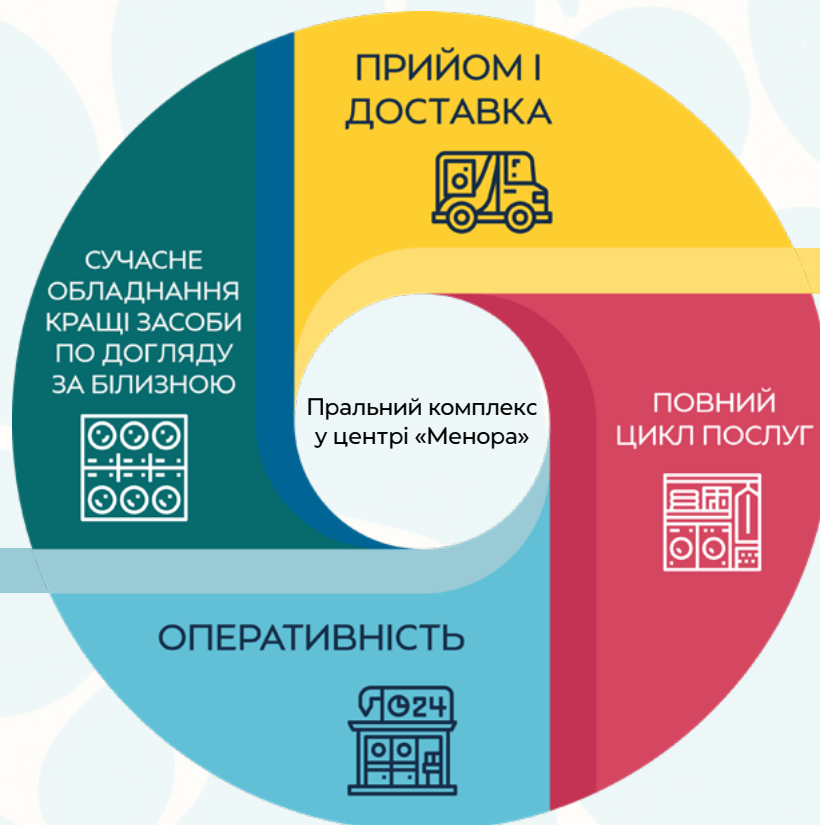 ПРИЙОМ І
ДОСТАВКА
СУЧАСНЕ
ОБЛАДНАННЯ
КРАЩІ ЗАСОБИ
ПО ДОГЛЯДУ
ЗА БІЛИЗНОЮ
Пральний комплекс
у центрі «Менора»
ПОВНИЙ
ЦИКЛ ПОСЛУГ
ОПЕРАТИВНІСТЬ
24